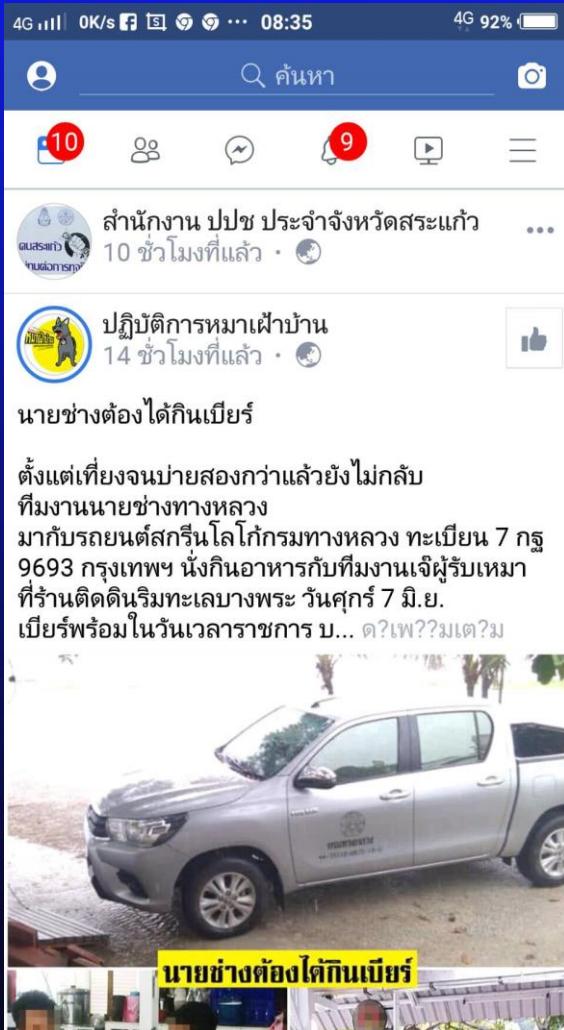 4G 0K/s 08:35 4G 92%
ค้นหา
10 9
สำนักงาน ปปช ประจำจังหวัดสระแก้ว
10 ชั่วโมงที่แล้ว ·
คนสระแก้ว
ปฏิบัติการหมาเฝ้าบ้าน
14 ชั่วโมงที่แล้ว ·
นายช่างต้องได้กินเบียร์
ตั้งแต่เที่ยงจนบ่ายสองกว่าแล้วยังไม่กลับ
ทีมงานนายช่างทางหลวง
มากับรถยนต์สกรีนโลโก้กรมทางหลวง ทะเบียน 7 กฐ
9693 กรุงเทพฯ นั่งกินอาหารกับทีมงานเจ๊ผู้รับเหมา
ที่ร้านติดดินริมทะเลบางพระ วันศุกร์ 7 มิ.ย.
เบียร์พร้อมในวันเวลาราชการ บ... ด?เพ??มเต?ม
กรมทางหลวง
นายช่างต้องได้กินเบียร์